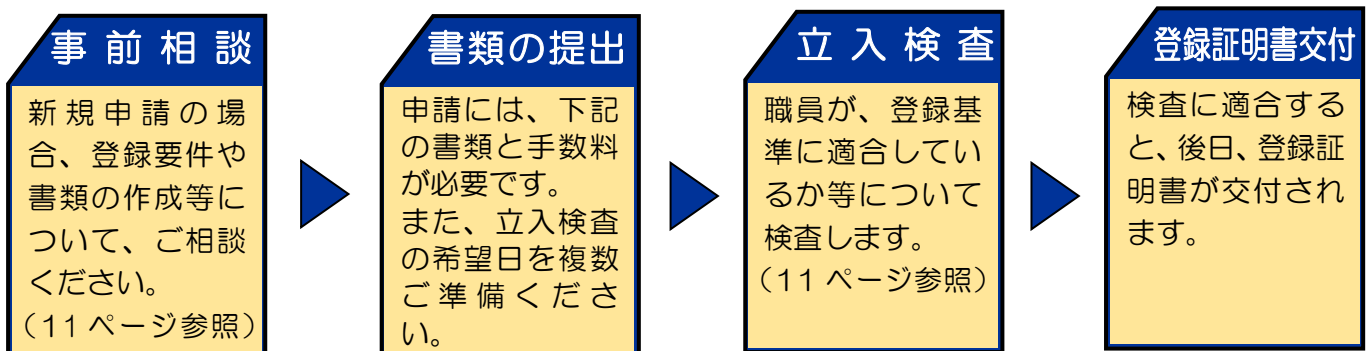 事前相談
新規申請の場
合、登録要件や
書類の作成等に
ついて、ご相談
ください。
（11ページ参照）
書類の提出
申請には、下記
の書類と手数料
が必要です。
また、立入検査
の希望日を複数
ご準備くださ
い。
立入検査
職員が、登録基
準に適合してい
るか等について
検査します。
（11ページ参照）
登録証明書交付
検査に適合する
と、後日、登録証
明書が交付され
ます。